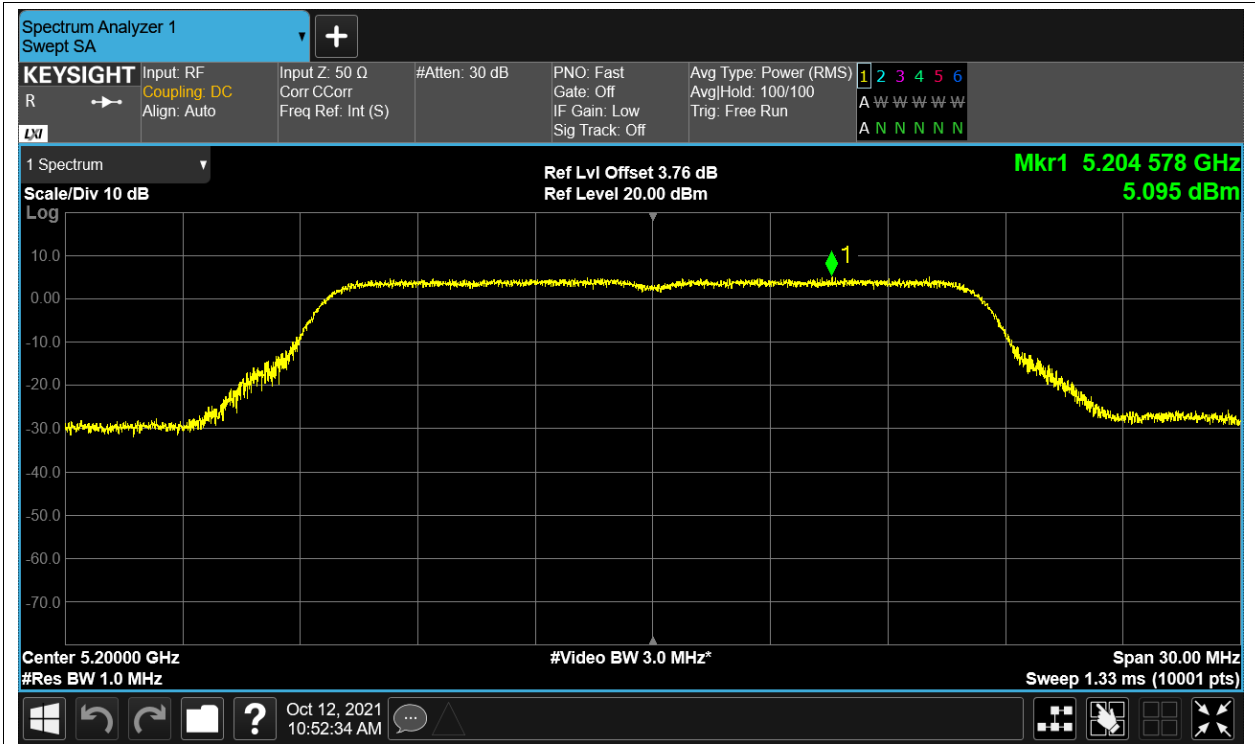 Spectrum Analyzer 1
Swept SA
KEYSIGHT
R
LXI
Input: RF
Coupling: DC
Align: Auto
Input Z: 50 Ω
Corr CCorr
Freq Ref: Int (S)
#Atten: 30 dB
PNO: Fast
Gate: Off
IF Gain: Low
Sig Track: Off
Avg Type: Power (RMS)
Avg|Hold: 100/100
Trig: Free Run
1 2 3 4 5 6
A W W W W W
A N N N N N
1 Spectrum
Scale/Div 10 dB
Log
Ref Lvl Offset 3.76 dB
Ref Level 20.00 dBm
Mkr1 5.204 578 GHz
5.095 dBm
1
10.0
0.00
-10.0
-20.0
-30.0
-40.0
-50.0
-60.0
-70.0
Center 5.20000 GHz
#Res BW 1.0 MHz
#Video BW 3.0 MHz*
Span 30.00 MHz
Sweep 1.33 ms (10001 pts)
?
Oct 12, 2021
10:52:34 AM